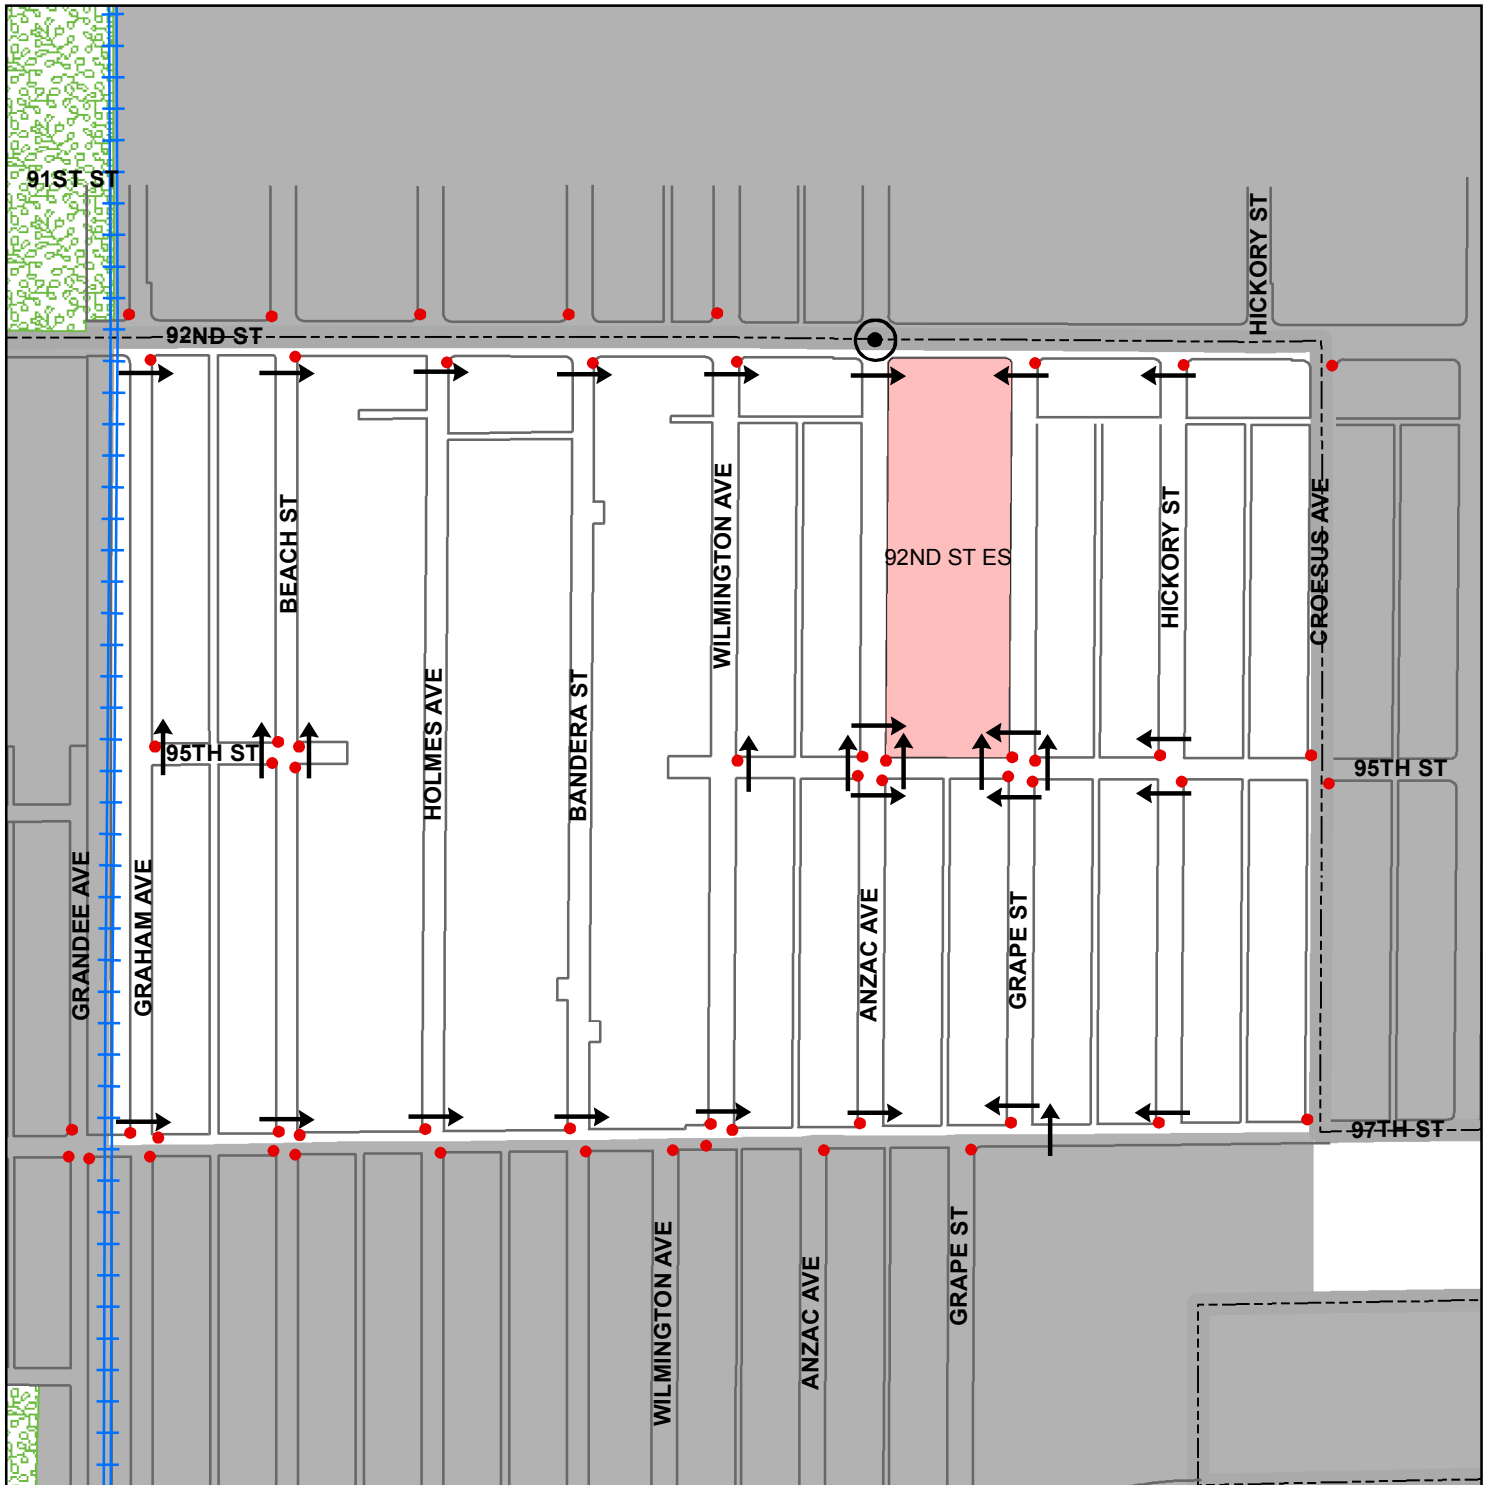 91ST ST
HICKORY ST
92ND ST
BEACH ST
WILMINGTON AVE
92ND ST ES
HICKORY ST
CROESUS AVE
HOLMES AVE
BANDERA ST
95TH ST
95TH ST
GRANDEE AVE
GRAHAM AVE
ANZAC AVE
GRAPE ST
97TH ST
WILMINGTON AVE
ANZAC AVE
GRAPE ST